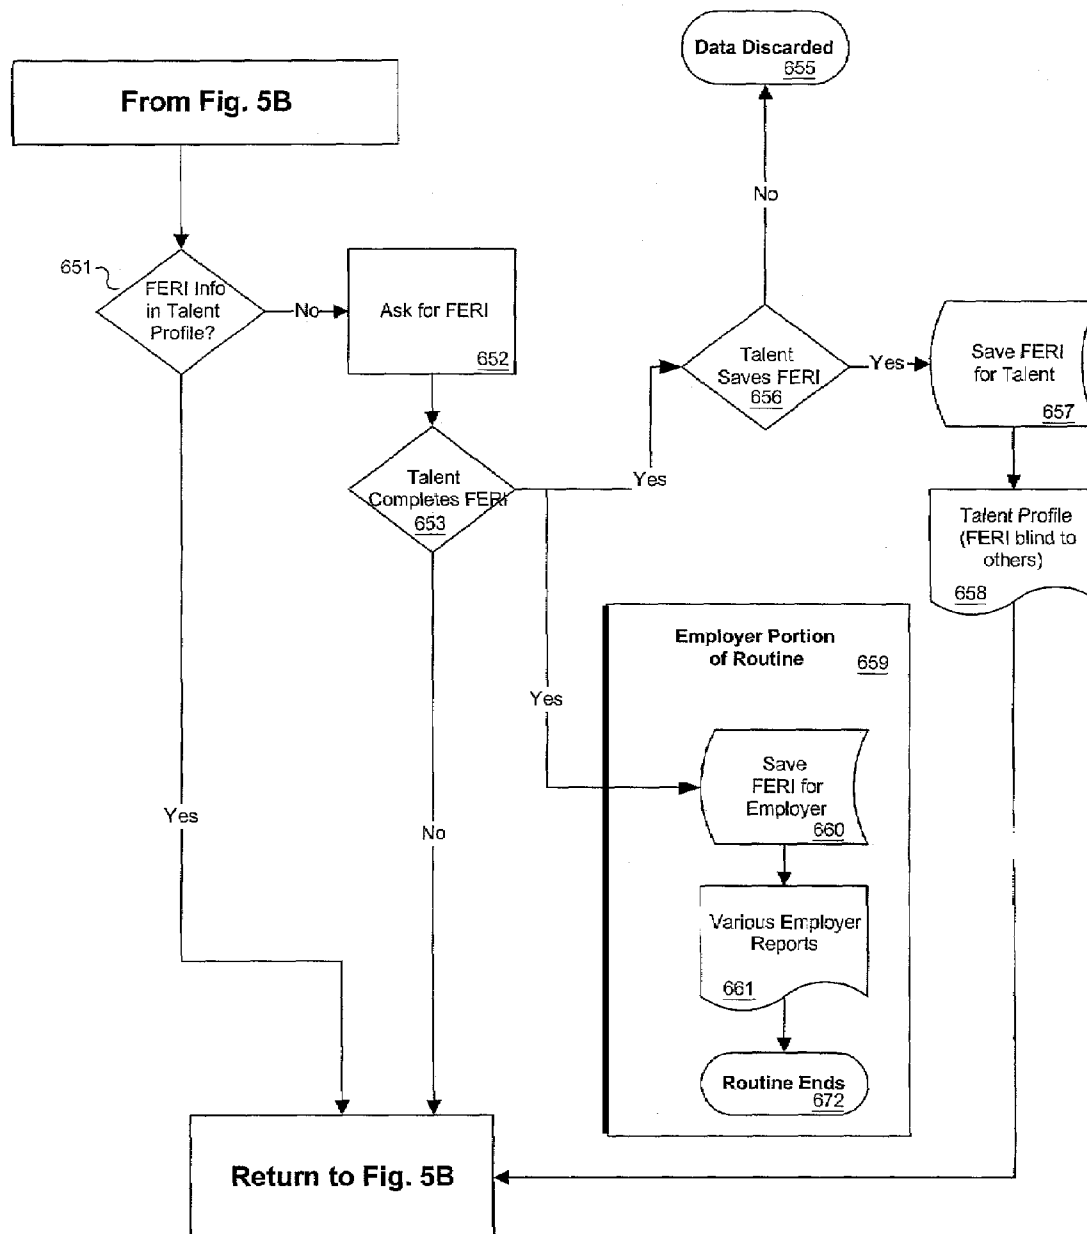 Data Discarded
655
From Fig. 5B
No
651
FERI Info
in Talent
Profile?
No
Ask for FERI
652
Talent
Saves FERI
656
Yes
Save FERI
for Talent
657
Talent
Completes FERI
653
Yes
Talent Profile
(FERI blind to
others)
658
Employer Portion
of Routine
659
Yes
Save
FERI for
Employer
660
Yes
No
Various Employer
Reports
661
Routine Ends
672
Return to Fig. 5B